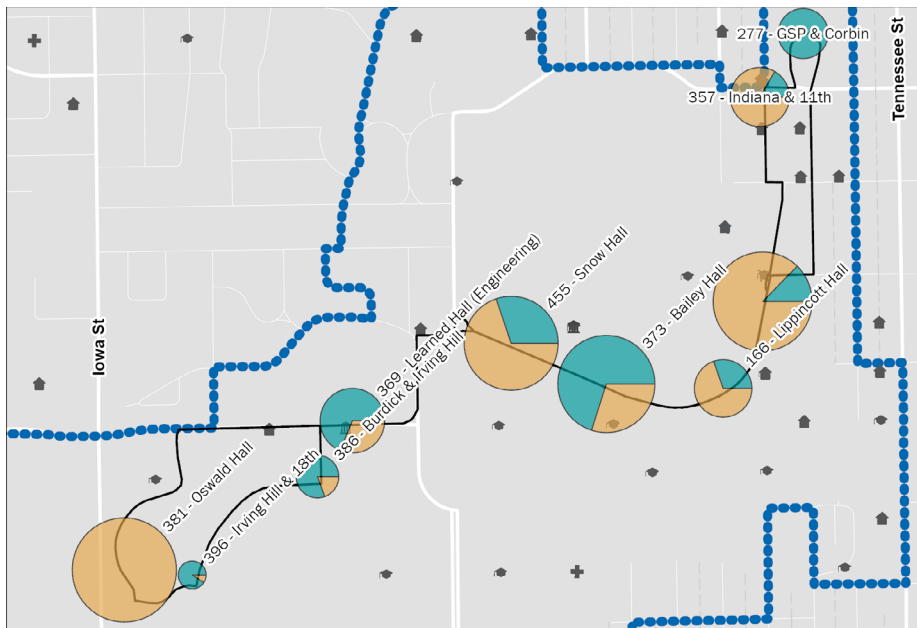 277 - GSP & Corbin
Tennessee St
357 - Indiana & 11th
455 - Snow Hall
369 - Learned Hall (Engineering)
373 - Bailey Hall
166 - Lippincott Hall
386 - Burdick & Irving Hill
Iowa St
381 - Oswald Hall
396 - Irving Hill & 18th